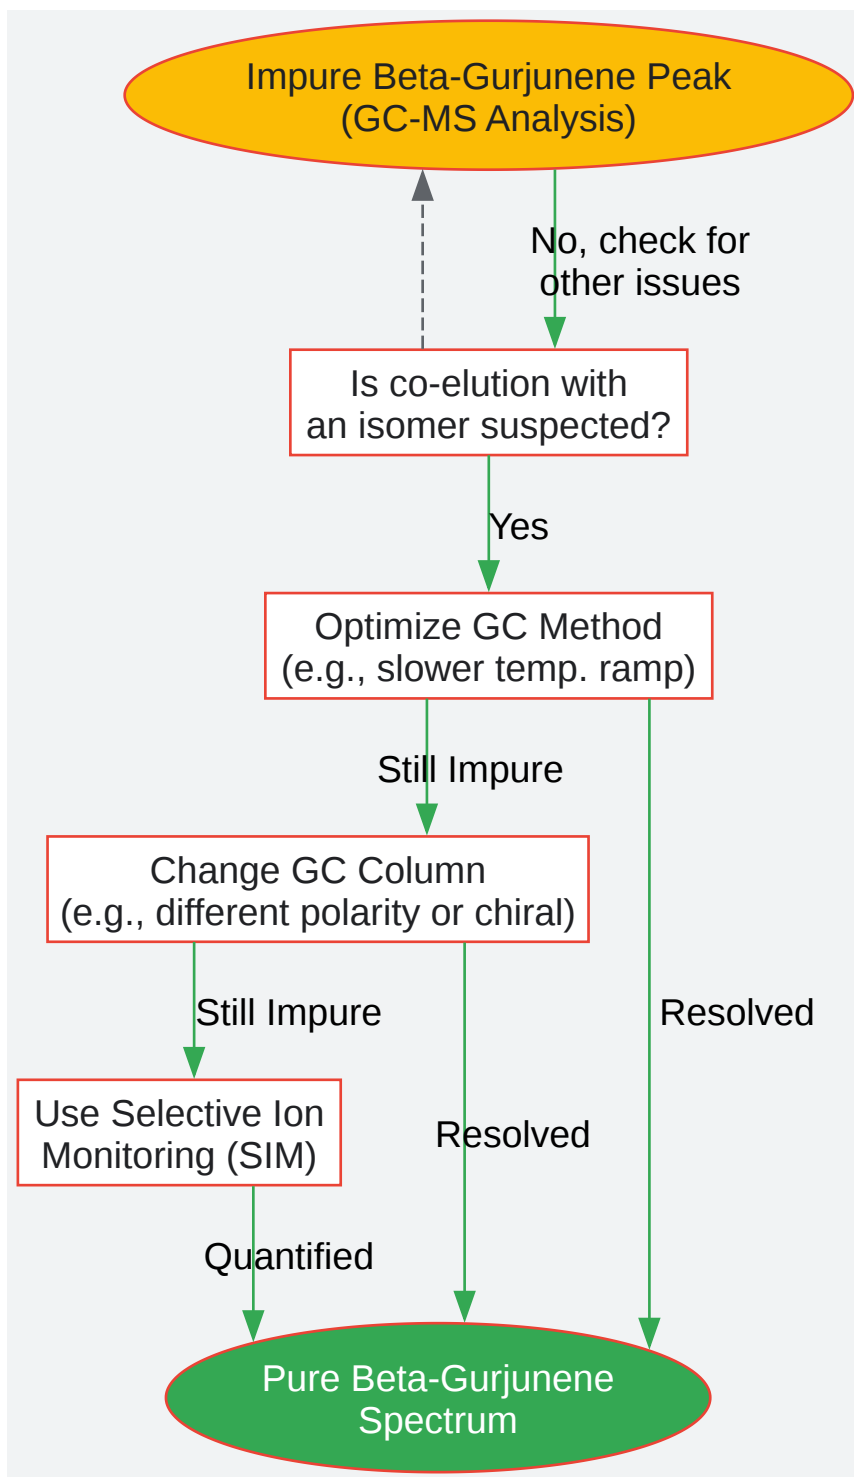 Impure Beta-Gurjunene Peak
(GC-MS Analysis)
No, check for
other issues
Is co-elution with
an isomer suspected?
Yes
Optimize GC Method
(e.g., slower temp. ramp)
Still Impure
Change GC Column
(e.g., different polarity or chiral)
Still Impure
Resolved
Use Selective Ion
Monitoring (SIM)
Resolved
Quantified
Pure Beta-Gurjunene
Spectrum